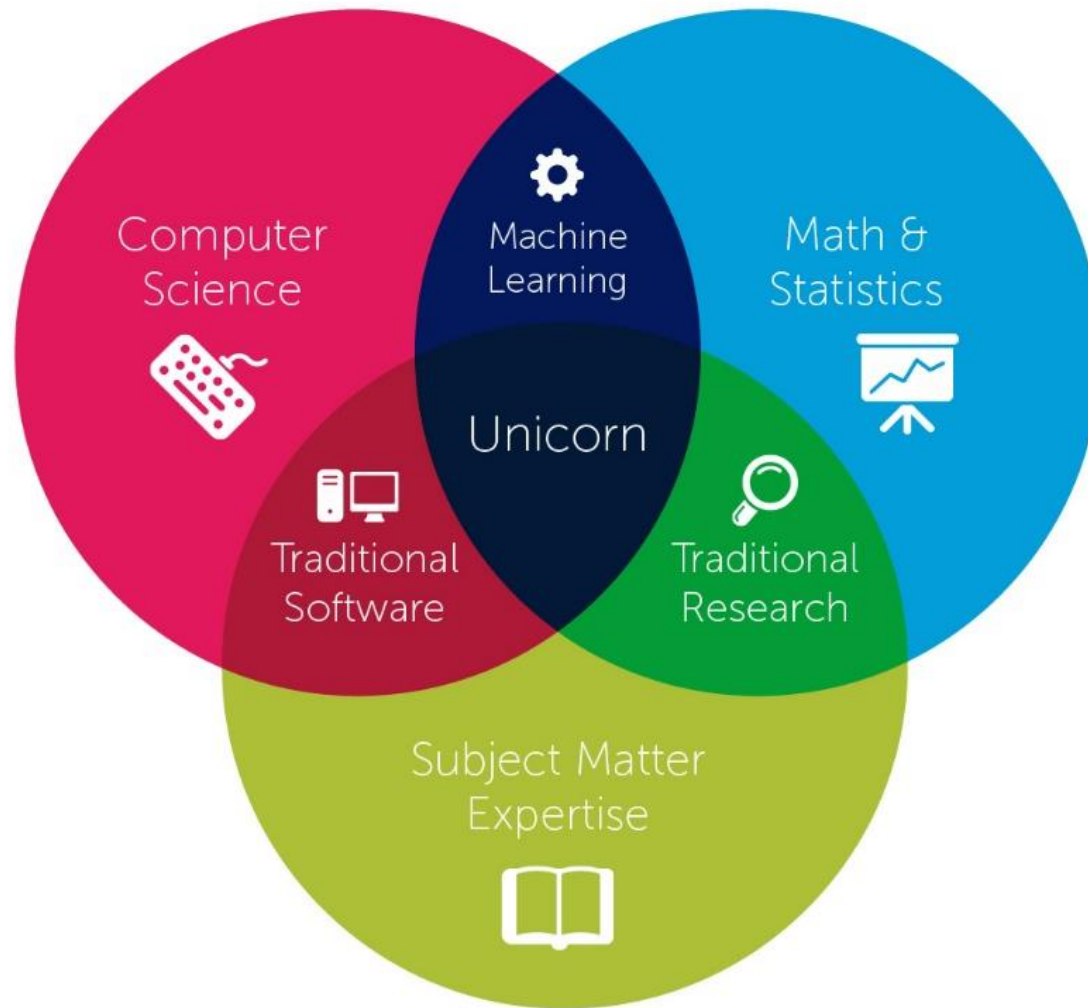 Computer
Science
Machine
Learning
Math &
Statistics
Unicorn
Traditional
Software
Traditional
Research
Subject Matter
Expertise